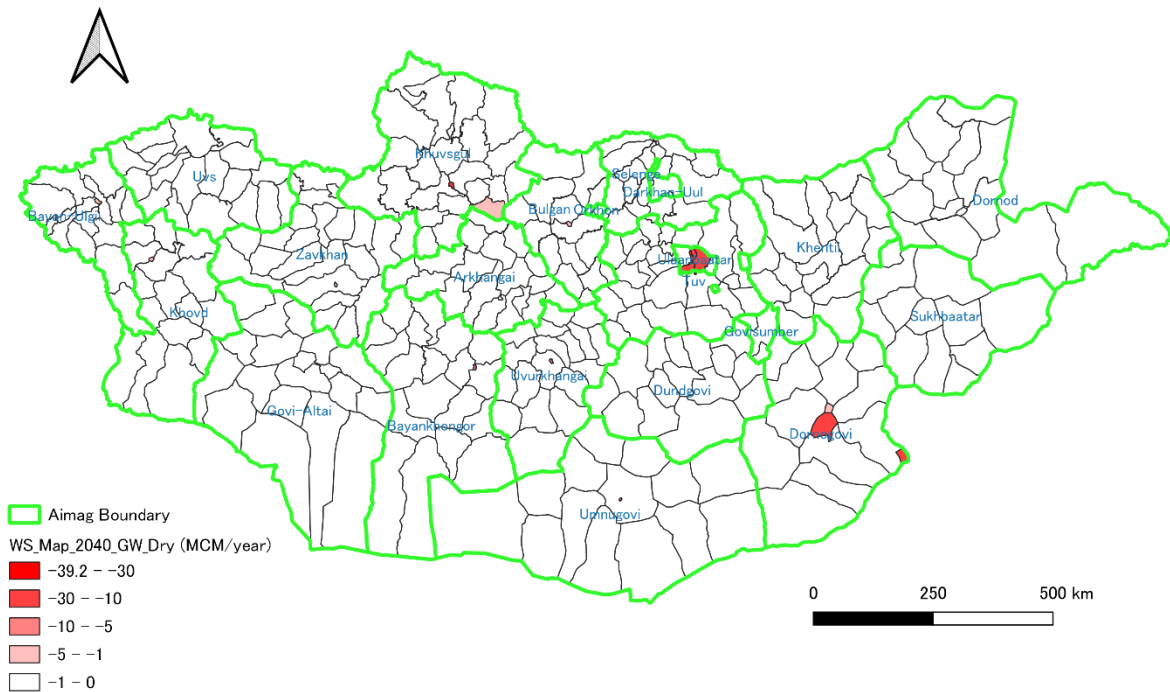 Khuvsgul
Uvs
Selenge
Darkhan-Uul
Bayan-Ulgi
Bulgan
Orkhon
Dornod
Zavkhan
Khentii
Ulaanbaatar
Arkhangai
Tuv
Khovd
Sukhbaatar
Govisumber
Uvurkhangai
Dundgovi
Govi-Altai
Bayankhongor
Dornogovi
Umnugovi
Aimag Boundary
WS_Map_2040_GW_Dry (MCM/year)
-39.2 - -30
-30 - -10
-10 - -5
-5 - -1
-1 - 0
0 250 500 km